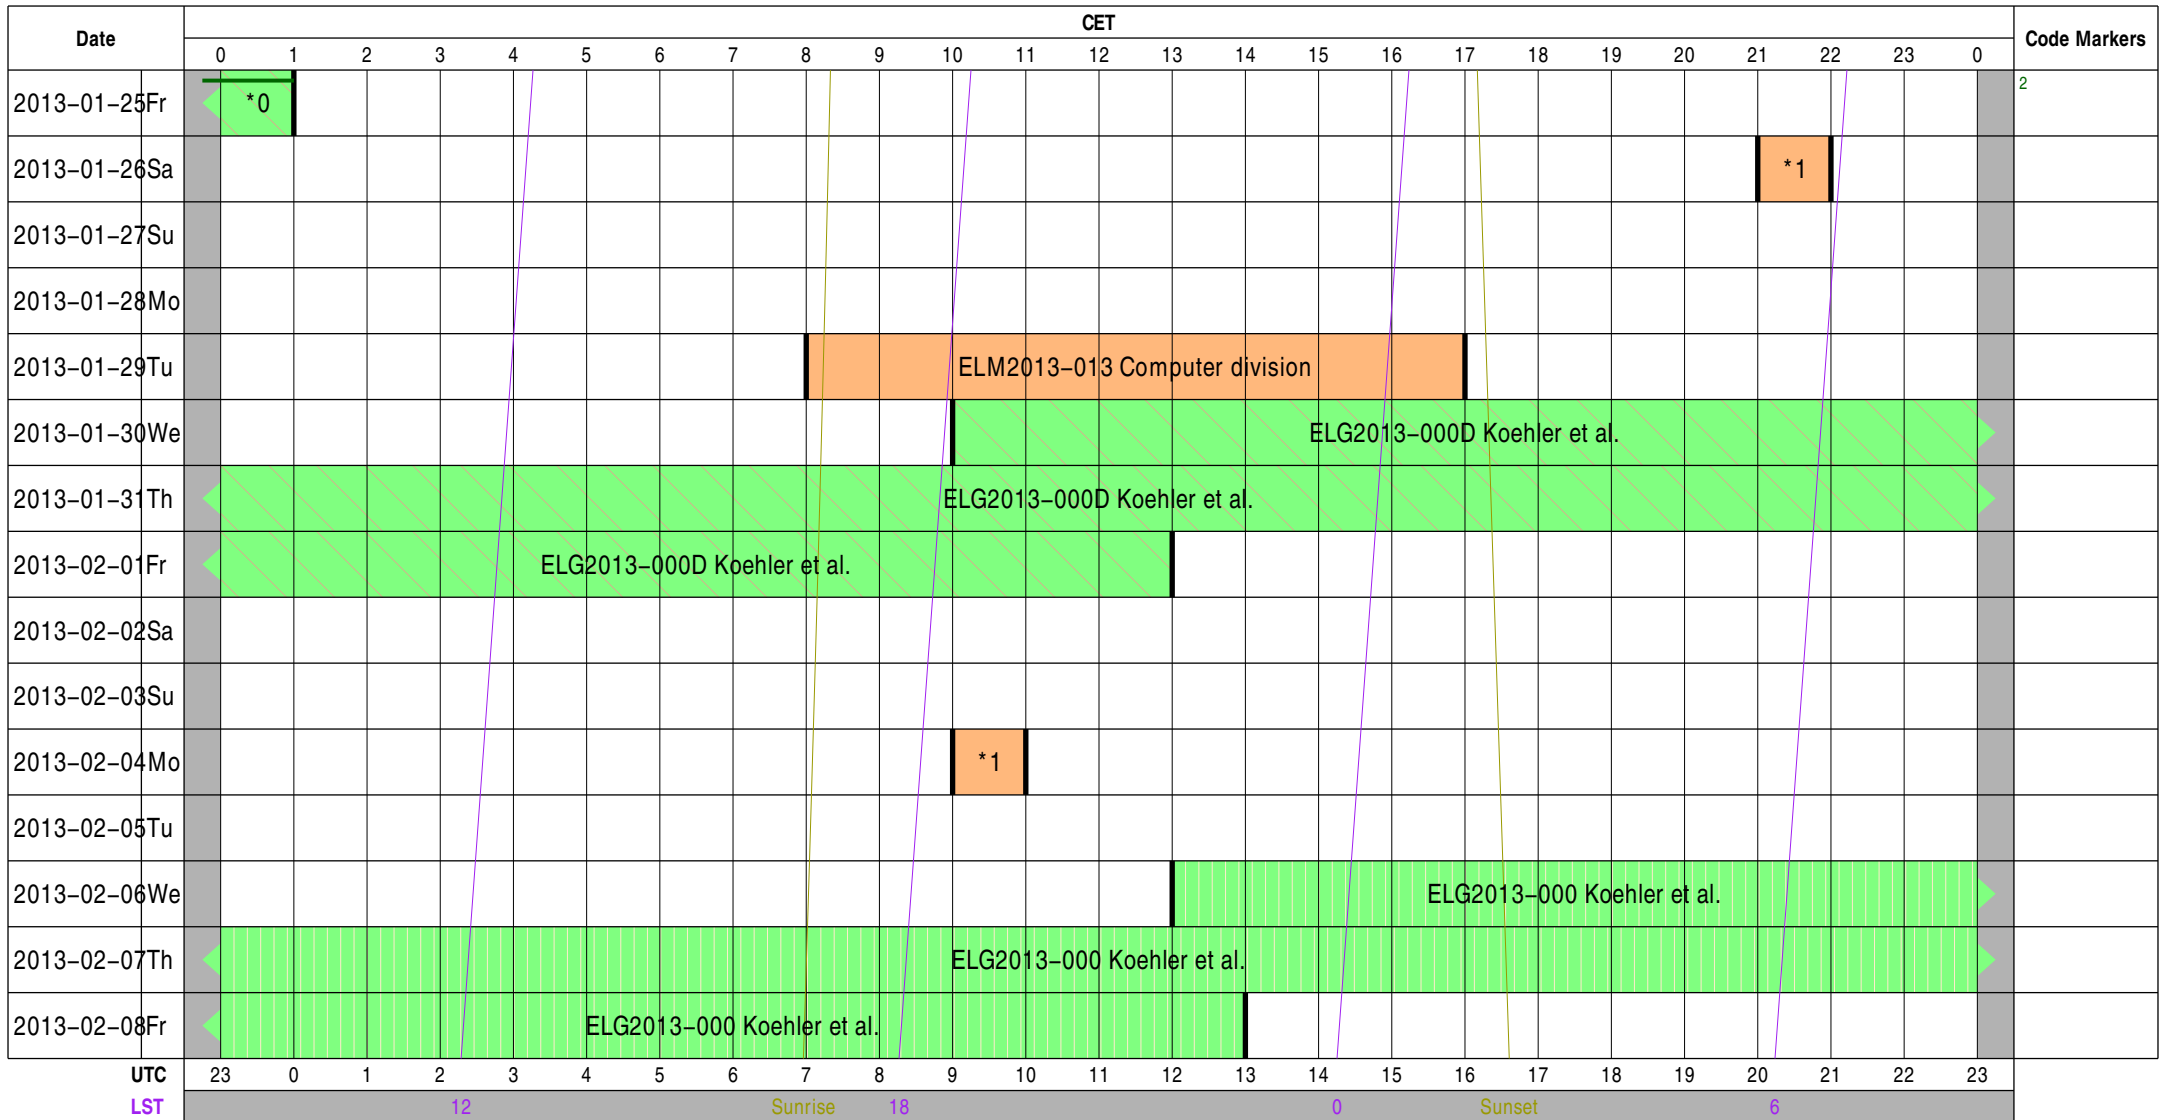 Date CET Code Markers
0 1 2 3 4 5 6 7 8 9 10 11 12 13 14 15 16 17 18 19 20 21 22 23 0
2013-01-25Fr *0 2
2013-01-26Sa *1
2013-01-27Su
2013-01-28Mo
2013-01-29Tu ELM2013-013 Computer division
2013-01-30We ELG2013-000D Koehler et al.
2013-01-31Th ELG2013-000D Koehler et al.
2013-02-01Fr ELG2013-000D Koehler et al.
2013-02-02Sa
2013-02-03Su
2013-02-04Mo *1
2013-02-05Tu
2013-02-06We ELG2013-000 Koehler et al.
2013-02-07Th ELG2013-000 Koehler et al.
2013-02-08Fr ELG2013-000 Koehler et al.
UTC 23 0 1 2 3 4 5 6 7 8 9 10 11 12 13 14 15 16 17 18 19 20 21 22 23
LST 12 Sunrise 18 0 Sunset 6